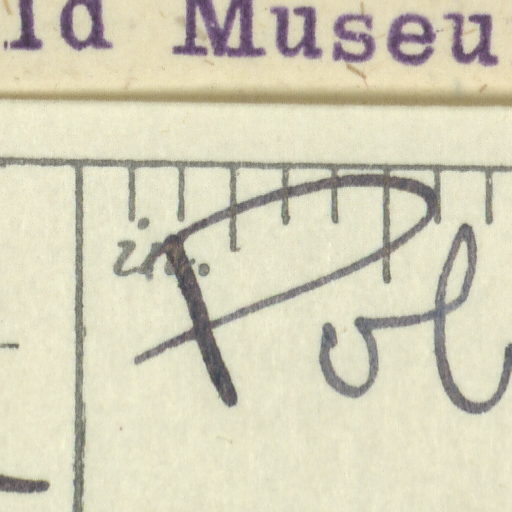 ld Museu
in.
Pol